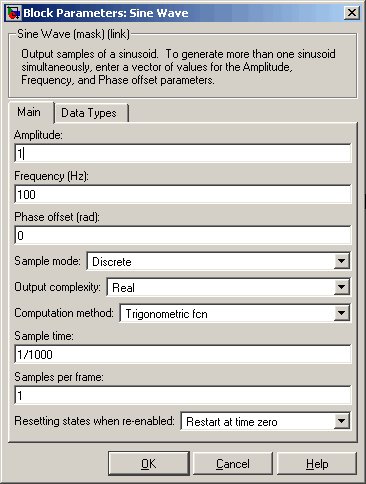 Block Parameters: Sine Wave
Sine Wave (mask) (link)
Output samples of a sinusoid. To generate more than one sinusoid
simultaneously, enter a vector of values for the Amplitude,
Frequency, and Phase offset parameters.
Main Data Types
Amplitude:
1
Frequency (Hz):
100
Phase offset (rad):
0
Sample mode: Discrete
Output complexity: Real
Computation method: Trigonometric fcn
Sample time:
1/1000
Samples per frame:
1
Resetting states when re-enabled: Restart at time zero
OK Cancel Help